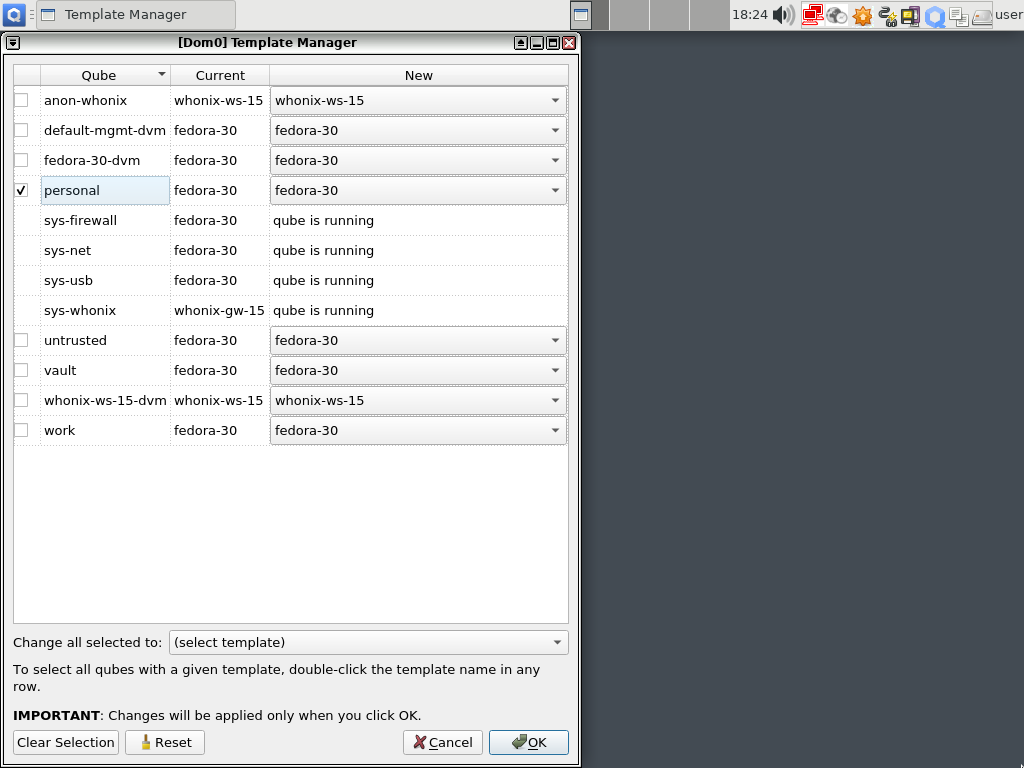 Template Manager
18:24
user
[Dom0] Template Manager
Qube Current New
anon-whonix whonix-ws-15 whonix-ws-15
default-mgmt-dvm fedora-30 fedora-30
fedora-30-dvm fedora-30 fedora-30
personal fedora-30 fedora-30
sys-firewall fedora-30 qube is running
sys-net fedora-30 qube is running
sys-usb fedora-30 qube is running
sys-whonix whonix-gw-15 qube is running
untrusted fedora-30 fedora-30
vault fedora-30 fedora-30
whonix-ws-15-dvm whonix-ws-15 whonix-ws-15
work fedora-30 fedora-30
Change all selected to: (select template)
To select all qubes with a given template, double-click the template name in any
row.
IMPORTANT: Changes will be applied only when you click OK.
Clear Selection Reset Cancel OK